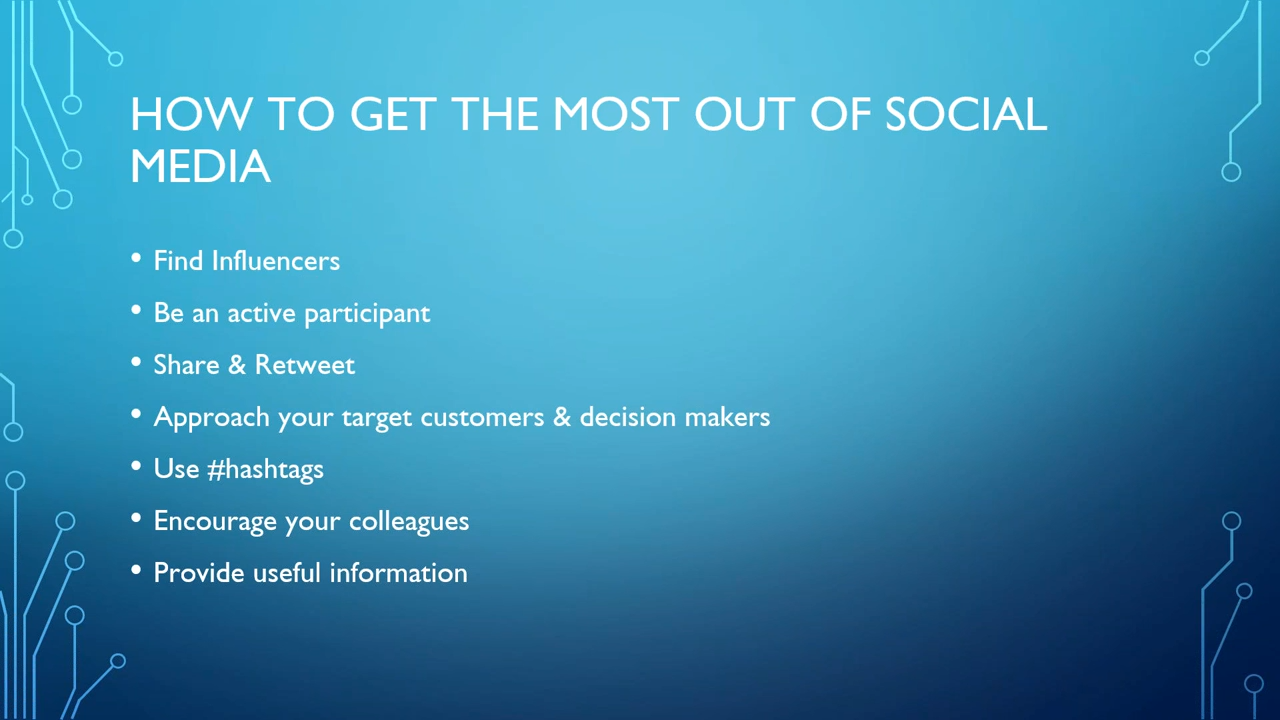 HOW TO GET THE MOST OUT OF SOCIAL
MEDIA
• Find Influencers
• Be an active participant
• Share & Retweet
• Approach your target customers & decision makers
• Use #hashtags
• Encourage your colleagues
• Provide useful information